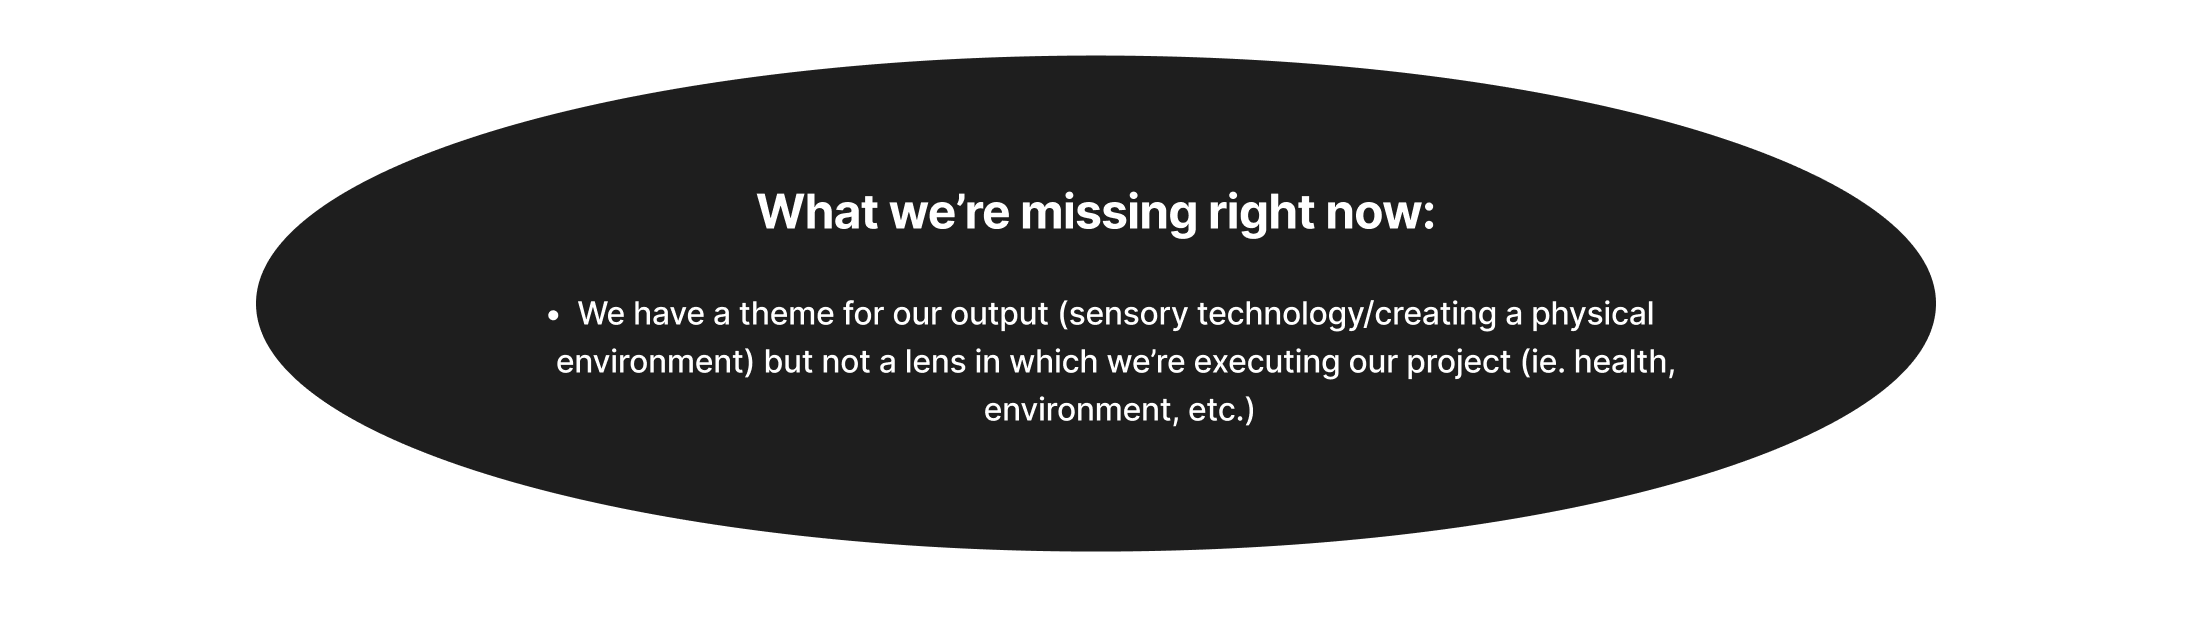 What we’re missing right now:
• We have a theme for our output (sensory technology/creating a physical
environment) but not a lens in which we’re executing our project (ie. health,
environment, etc.)